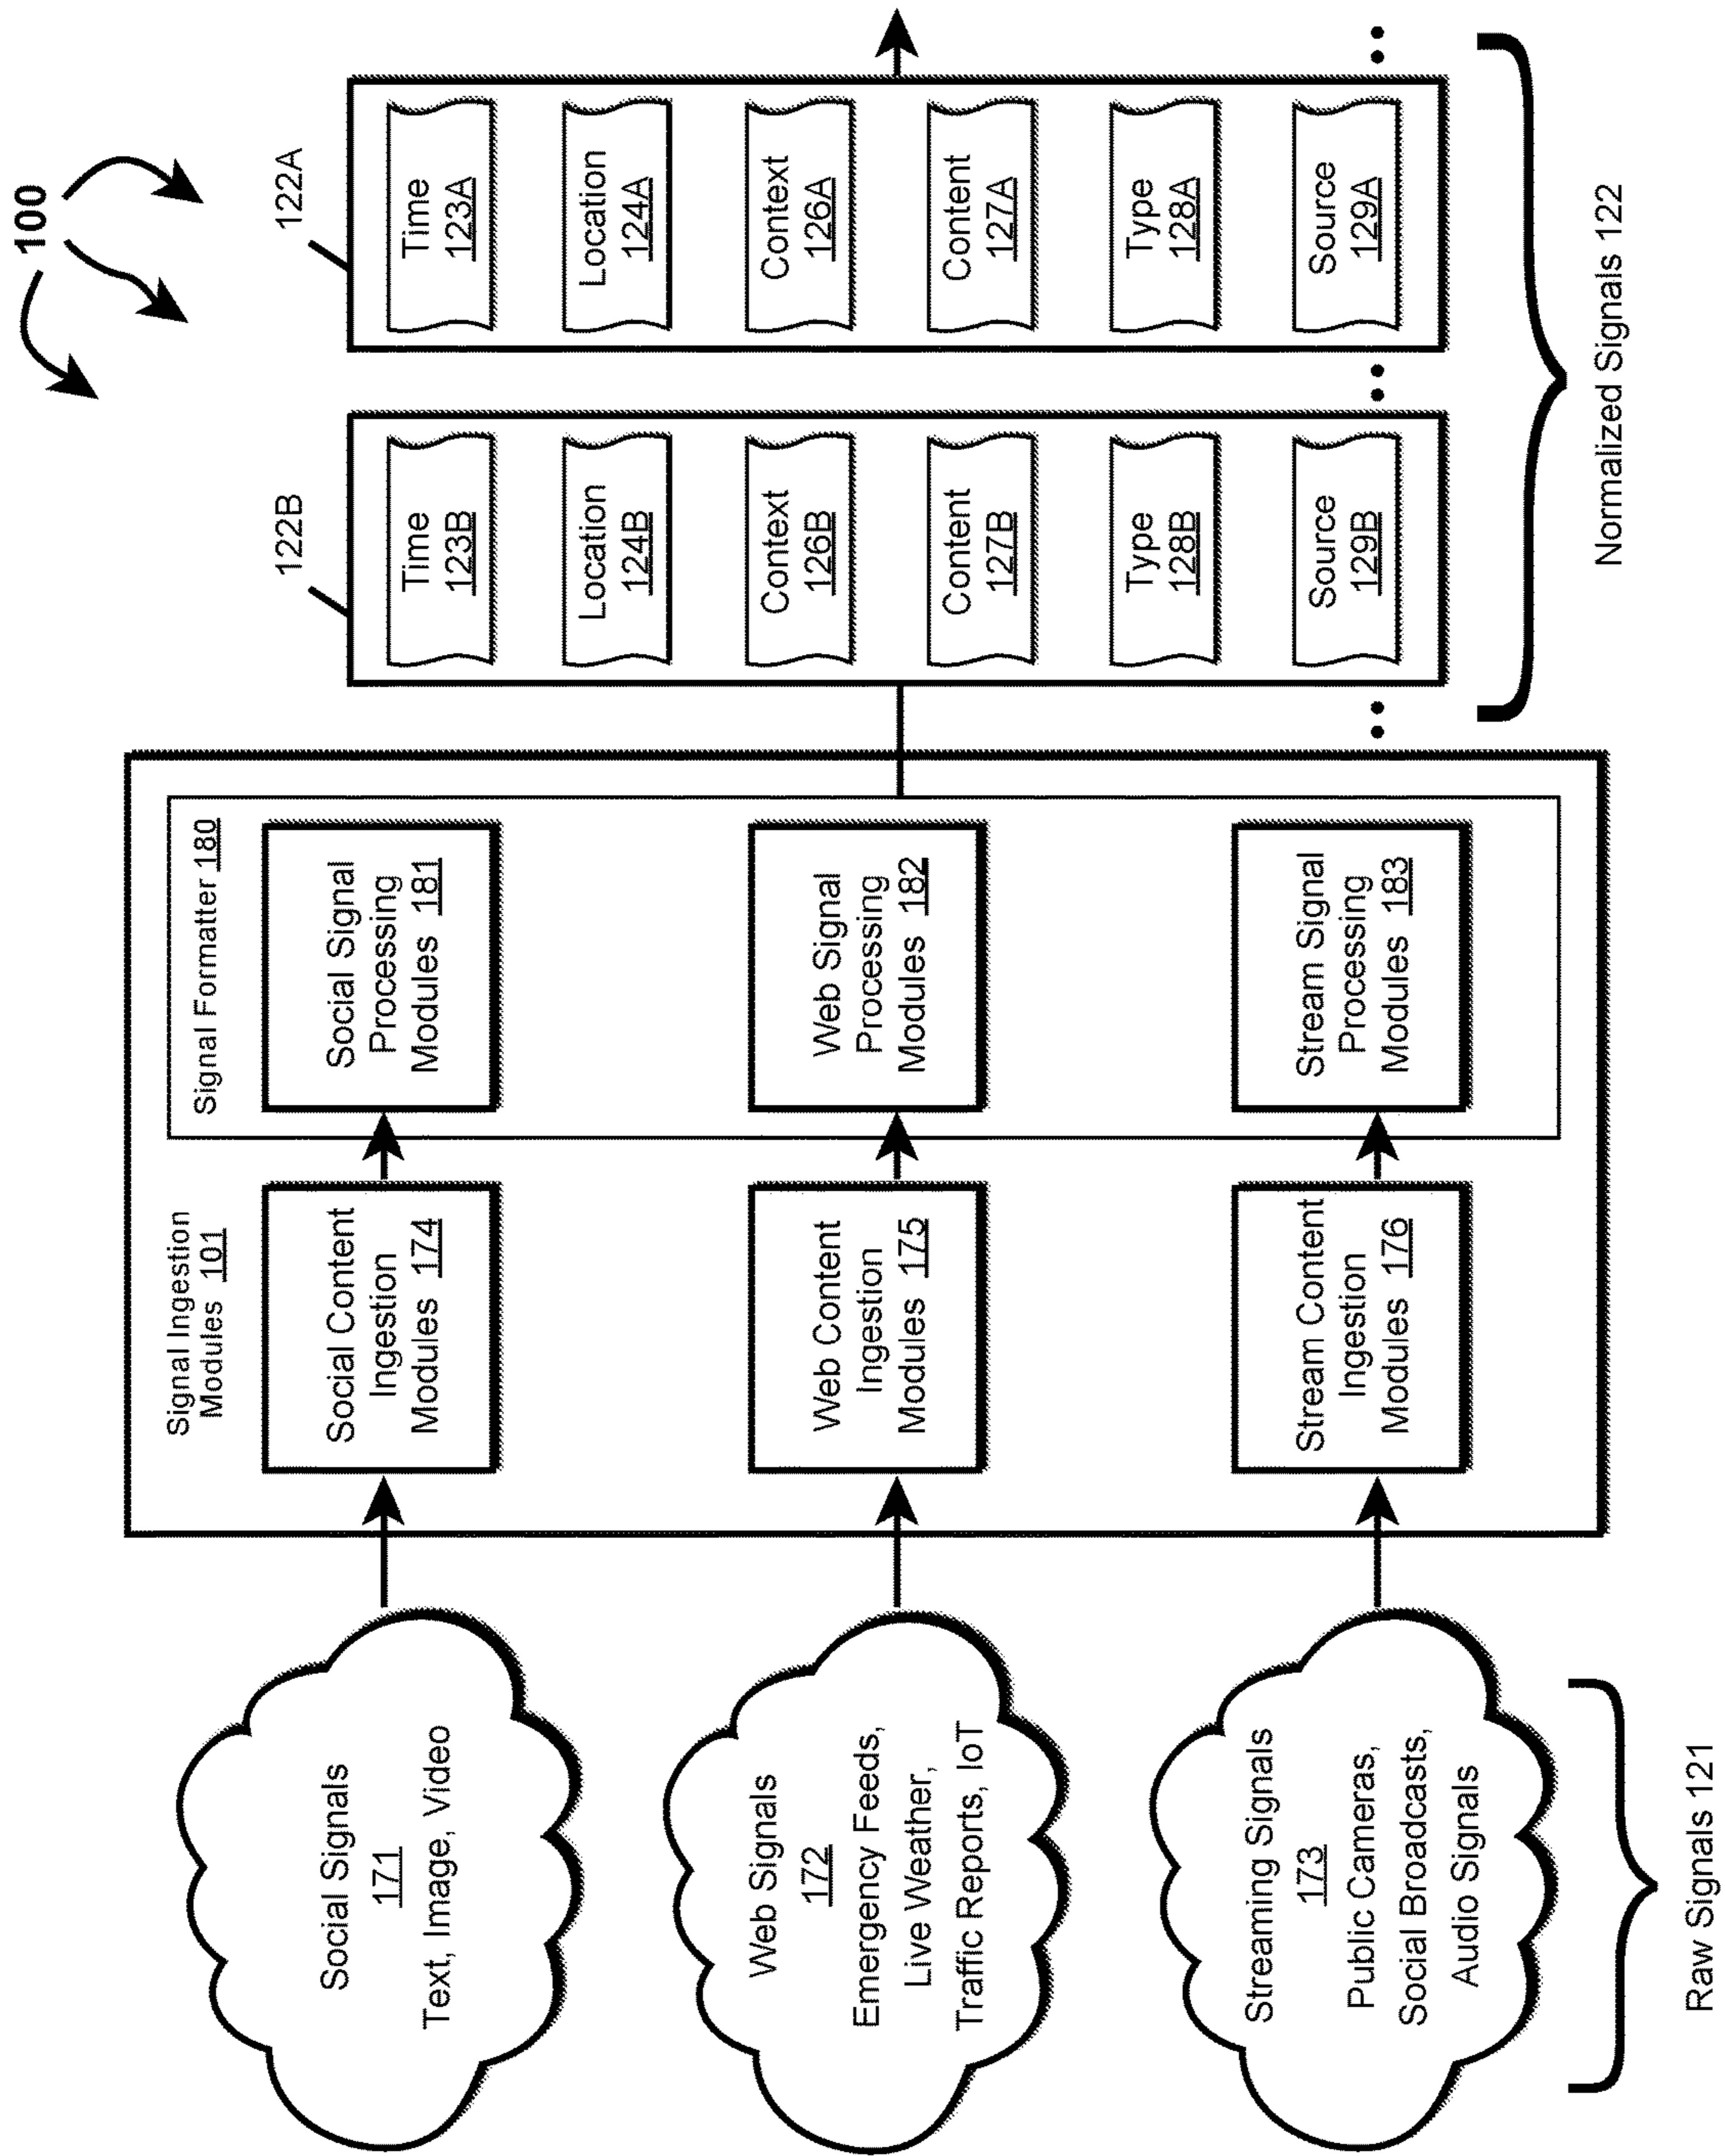 100
Social Signals
171
Text, Image, Video
Web Signals
172
Emergency Feeds,
Live Weather,
Traffic Reports, IoT
Streaming Signals
173
Public Cameras,
Social Broadcasts,
Audio Signals
Raw Signals 121
Signal Ingestion
Modules 101
Social Content
Ingestion
Modules 174
Web Content
Ingestion
Modules 175
Stream Content
Ingestion
Modules 176
Signal Formatter 180
Social Signal
Processing
Modules 181
Web Signal
Processing
Modules 182
Stream Signal
Processing
Modules 183
122B
Time
123B
Location
124B
Context
126B
Content
127B
Type
128B
Source
129B
122A
Time
123A
Location
124A
Context
126A
Content
127A
Type
128A
Source
129A
Normalized Signals 122